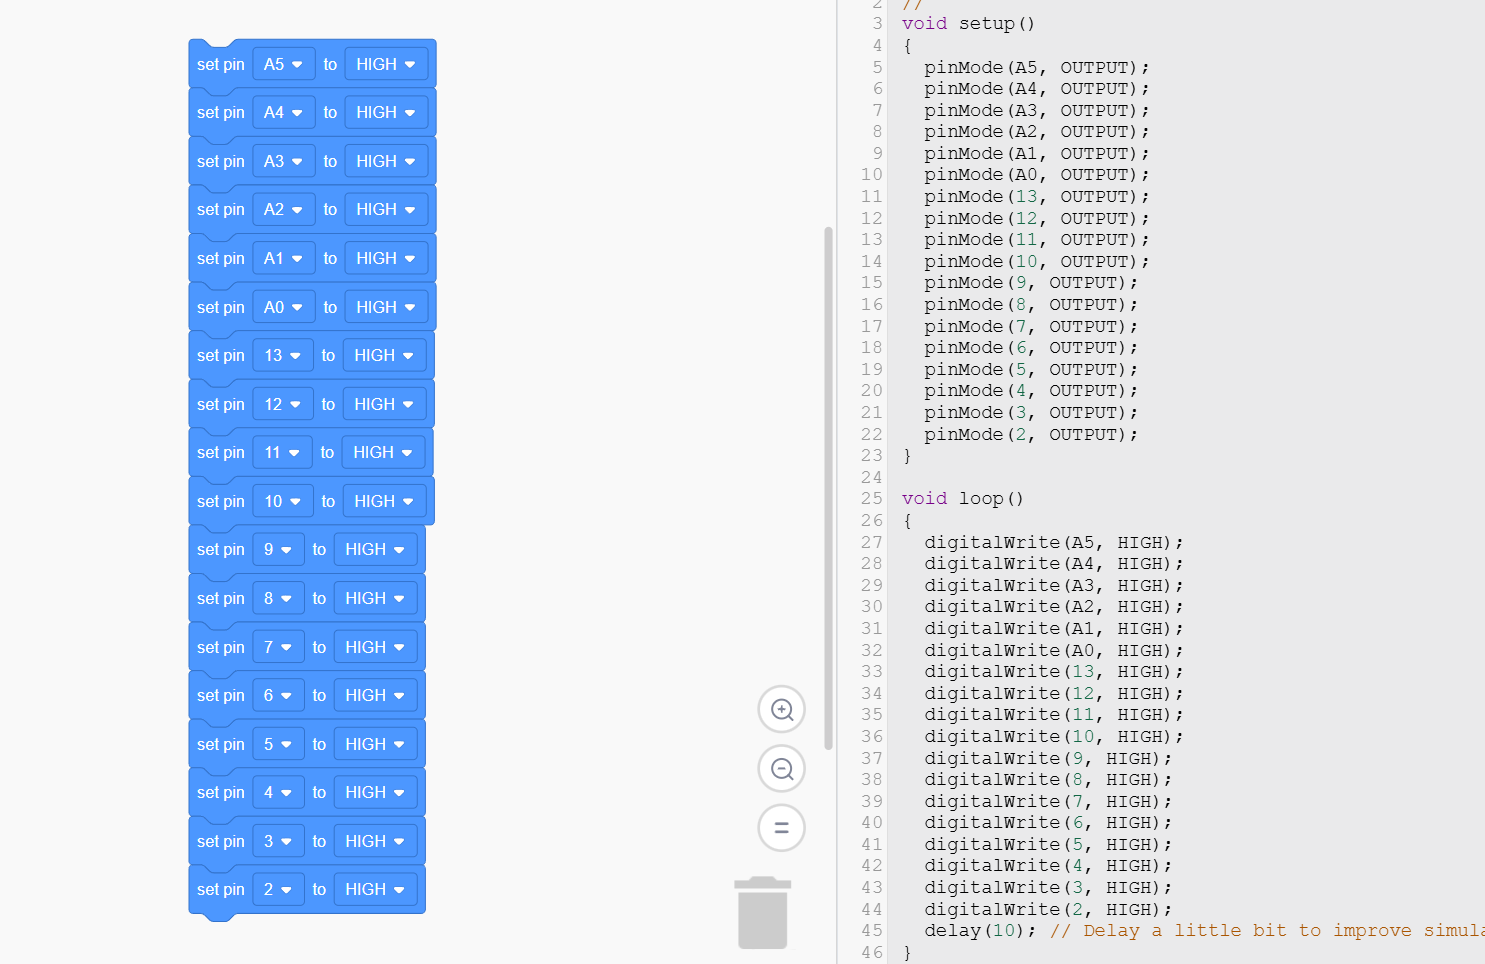 set pin A5 to HIGH
set pin A4 to HIGH
set pin A3 to HIGH
set pin A2 to HIGH
set pin A1 to HIGH
set pin A0 to HIGH
set pin 13 to HIGH
set pin 12 to HIGH
set pin 11 to HIGH
set pin 10 to HIGH
set pin 9 to HIGH
set pin 8 to HIGH
set pin 7 to HIGH
set pin 6 to HIGH
set pin 5 to HIGH
set pin 4 to HIGH
set pin 3 to HIGH
set pin 2 to HIGH
2 //
3 void setup()
4 {
5 pinMode(A5, OUTPUT);
6 pinMode(A4, OUTPUT);
7 pinMode(A3, OUTPUT);
8 pinMode(A2, OUTPUT);
9 pinMode(A1, OUTPUT);
10 pinMode(A0, OUTPUT);
11 pinMode(13, OUTPUT);
12 pinMode(12, OUTPUT);
13 pinMode(11, OUTPUT);
14 pinMode(10, OUTPUT);
15 pinMode(9, OUTPUT);
16 pinMode(8, OUTPUT);
17 pinMode(7, OUTPUT);
18 pinMode(6, OUTPUT);
19 pinMode(5, OUTPUT);
20 pinMode(4, OUTPUT);
21 pinMode(3, OUTPUT);
22 pinMode(2, OUTPUT);
23 }
24
25 void loop()
26 {
27 digitalWrite(A5, HIGH);
28 digitalWrite(A4, HIGH);
29 digitalWrite(A3, HIGH);
30 digitalWrite(A2, HIGH);
31 digitalWrite(A1, HIGH);
32 digitalWrite(A0, HIGH);
33 digitalWrite(13, HIGH);
34 digitalWrite(12, HIGH);
35 digitalWrite(11, HIGH);
36 digitalWrite(10, HIGH);
37 digitalWrite(9, HIGH);
38 digitalWrite(8, HIGH);
39 digitalWrite(7, HIGH);
40 digitalWrite(6, HIGH);
41 digitalWrite(5, HIGH);
42 digitalWrite(4, HIGH);
43 digitalWrite(3, HIGH);
44 digitalWrite(2, HIGH);
45 delay(10); // Delay a little bit to improve simula
46 }